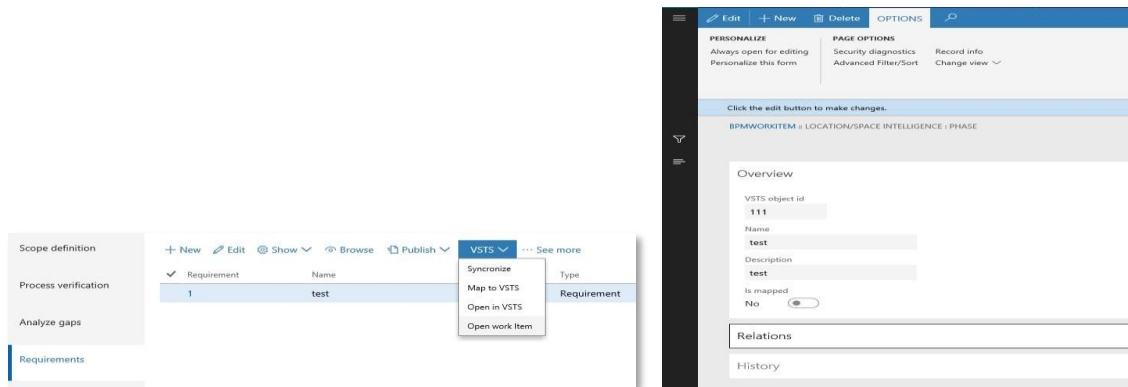 Scope definition
Process verification
Analyze gaps
Requirements
+ New Edit Show Browse Publish VSTS ··· See more
Requirement Name Type
1 test Requirement
Syncronize
Map to VSTS
Open in VSTS
Open work Item
Edit + New Delete OPTIONS
PERSONALIZE PAGE OPTIONS
Always open for editing Security diagnostics Record info
Personalize this form Advanced Filter/Sort Change view
Click the edit button to make changes.
BPMWORKITEM :: LOCATION/SPACE INTELLIGENCE : PHASE
Overview
VSTS object id
111
Name
test
Description
test
Is mapped
No
Relations
History